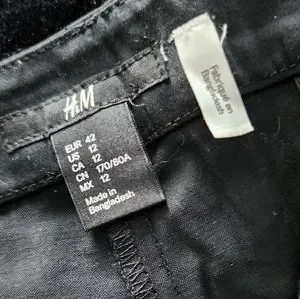 H&M
EUR 42
US 12
CA 12
CN 170/80A
MX 12
Made in
Bangladesh
Fabriqué en
Bangladesh